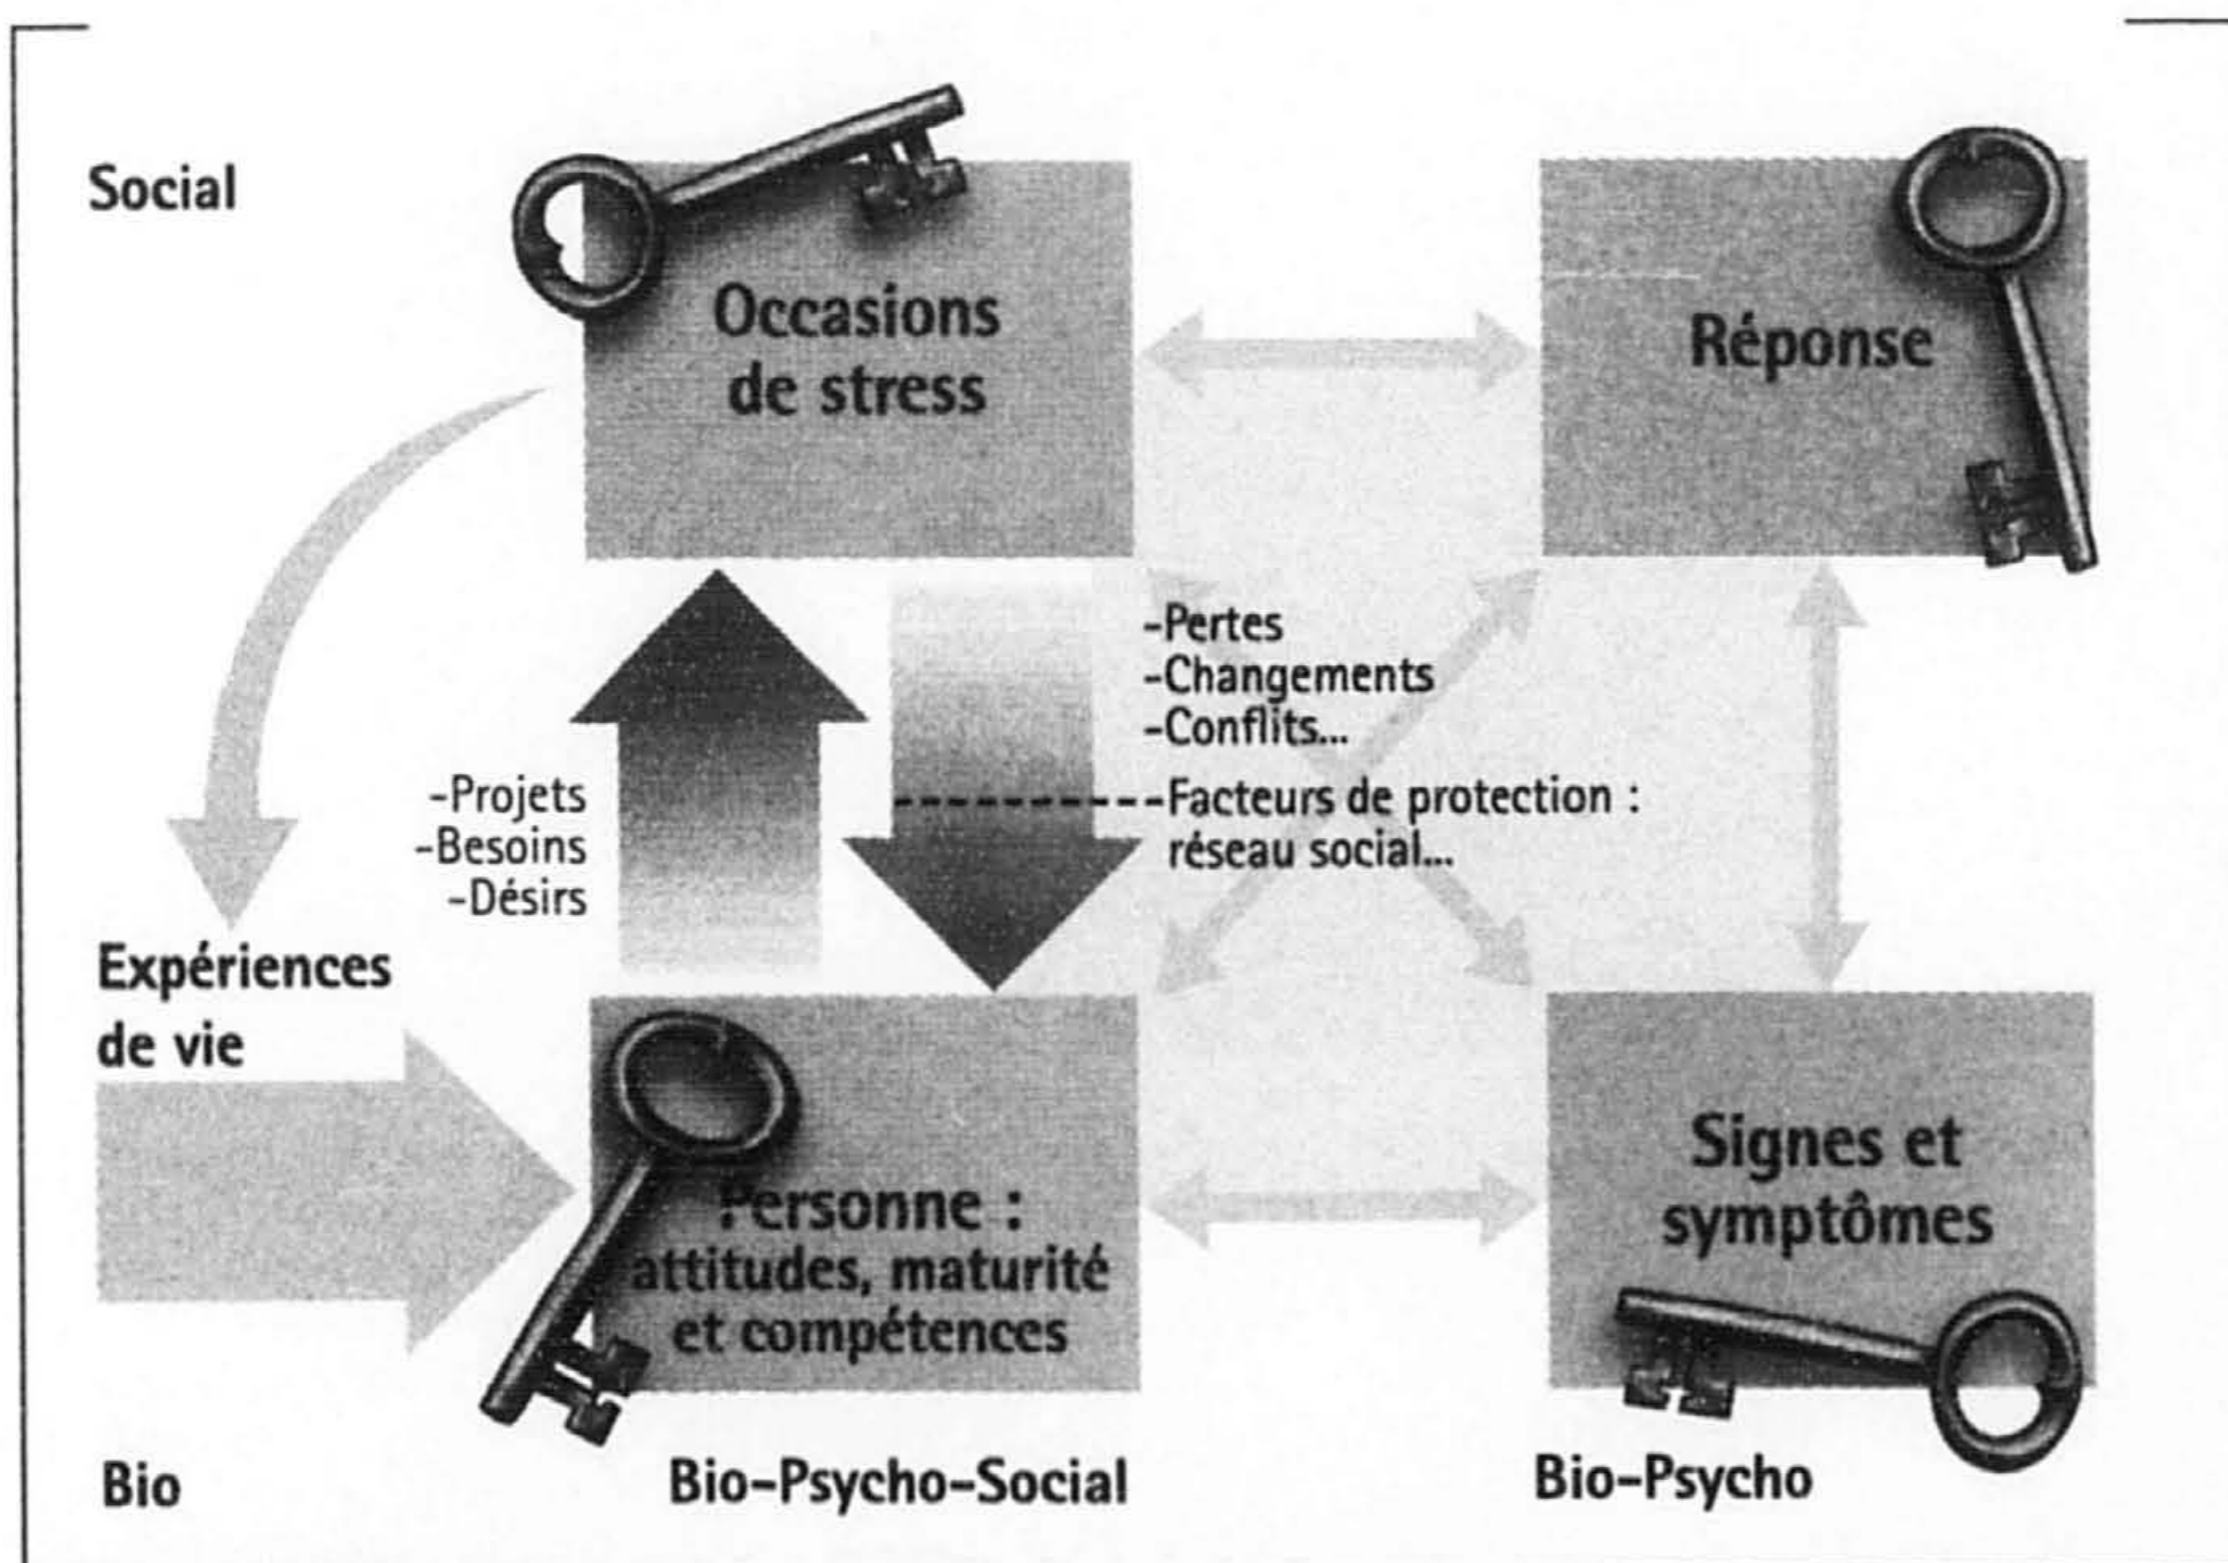 Social
Occasions
de stress
Réponse
-Pertes
-Changements
-Conflits...
-Projets
-Besoins
-Désirs
-Facteurs de protection :
réseau social...
Expériences
de vie
Personne :
attitudes, maturité
et compétences
Signes et
symptômes
Bio
Bio-Psycho-Social
Bio-Psycho